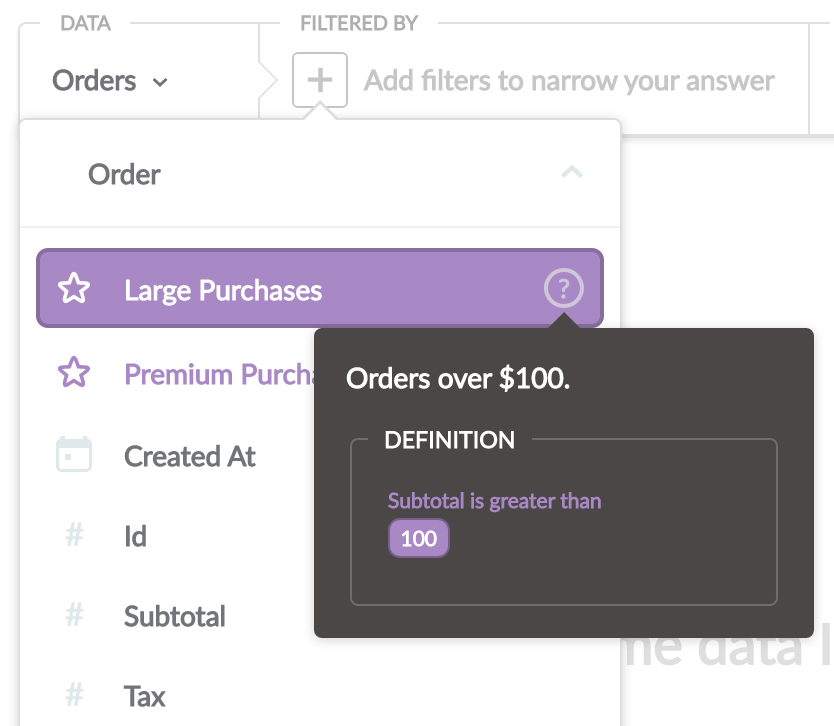 DATA
FILTERED BY
Orders
Add filters to narrow your answer
Order
Large Purchases
?
Orders over $100.
Premium Purcha
DEFINITION
Created At
Subtotal is greater than
100
# Id
# Subtotal
me data
# Tax